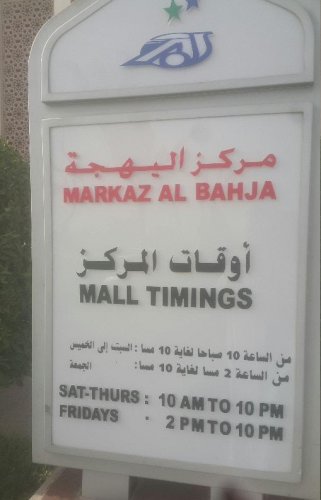 مركز البهجة
MARKAZ AL BAHJA
أوقات المركز
MALL TIMINGS
من الساعة 10 صباحا لغاية 10 مسا : السبت إلى الخميس
من الساعة 2 مسا لغاية 10 مسا : الجمعة
SAT-THURS : 10 AM TO 10 PM
FRIDAYS : 2 PM TO 10 PM